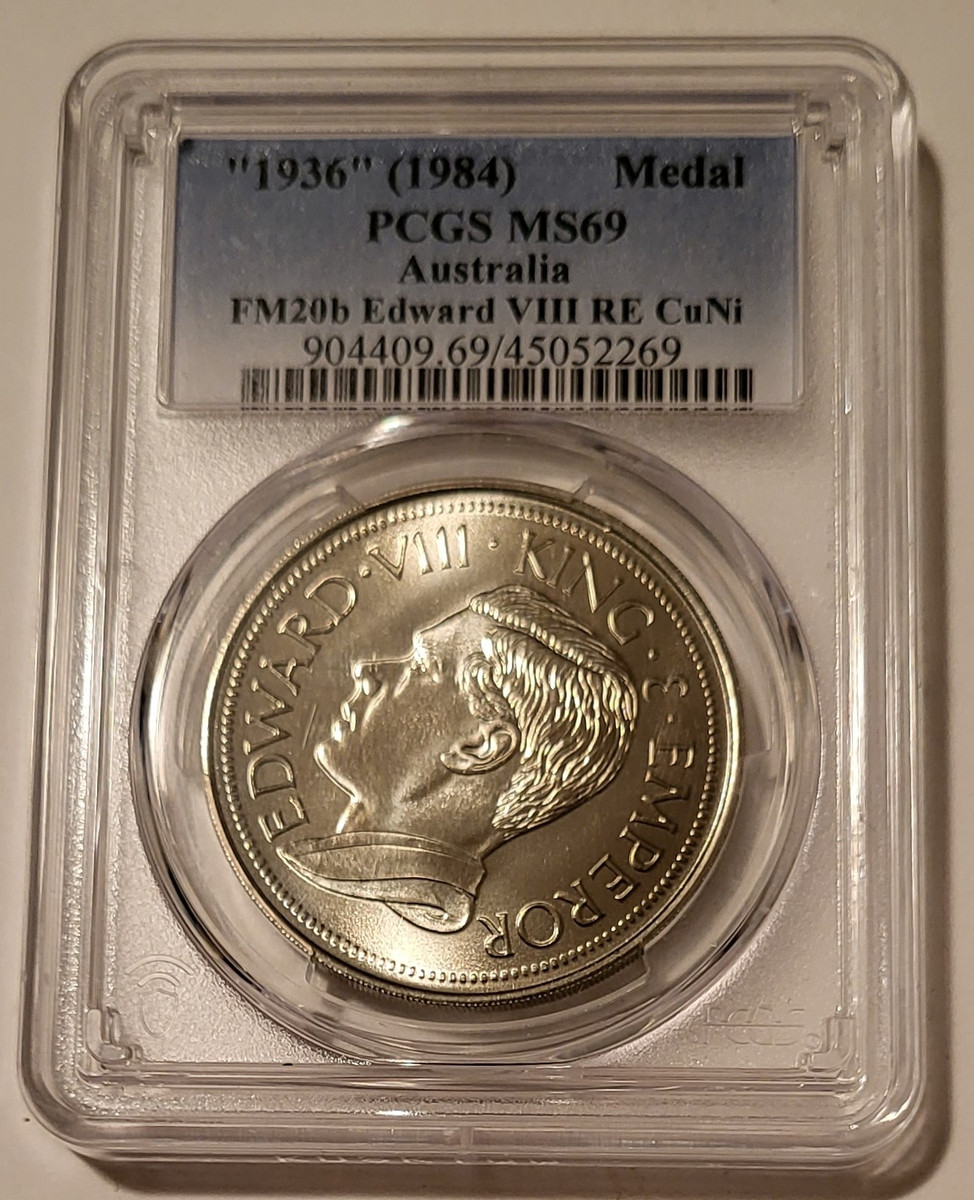 "1936" (1984) Medal
PCGS MS69
Australia
FM20b Edward VIII RE CuNi
904409.69/45052269
EDWARD · VIII · KING · & · EMPEROR